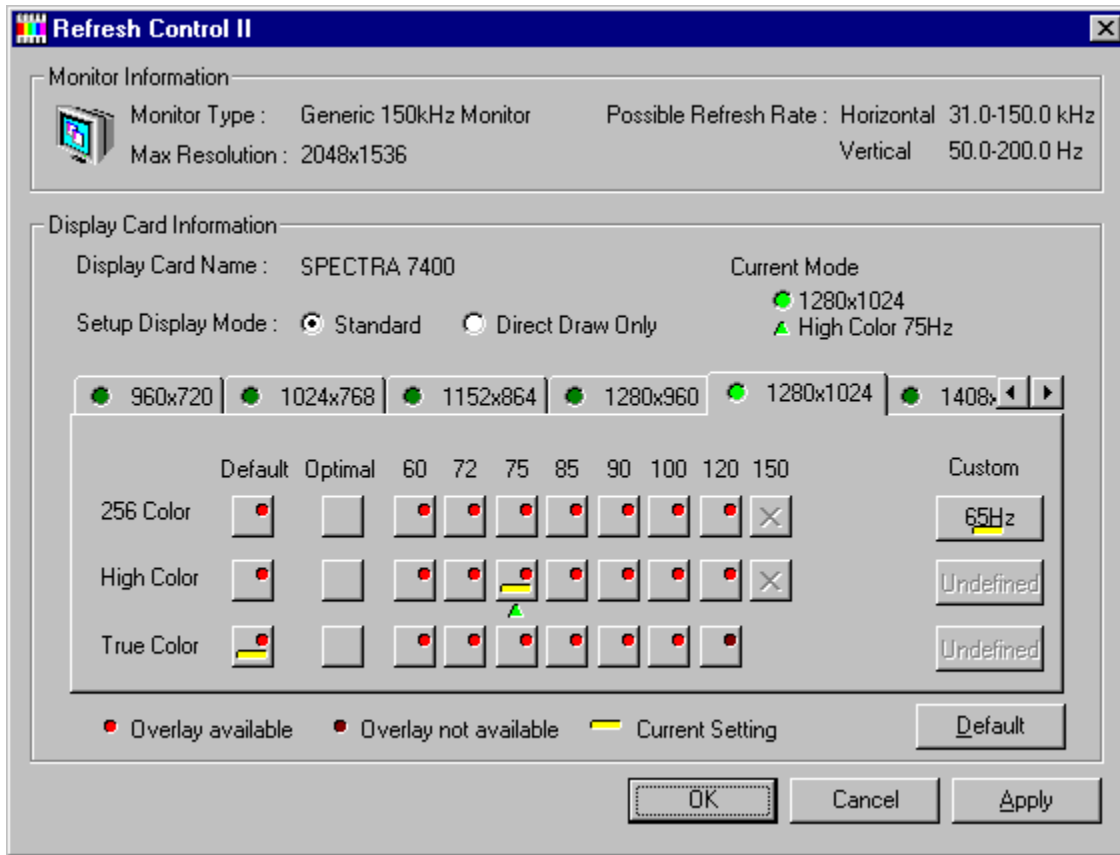 Refresh Control II
Monitor Information
Monitor Type : Generic 150kHz Monitor Possible Refresh Rate : Horizontal 31.0-150.0 kHz
Max Resolution : 2048x1536 Vertical 50.0-200.0 Hz
Display Card Information
Display Card Name : SPECTRA 7400 Current Mode
1280x1024
Setup Display Mode : Standard Direct Draw Only High Color 75Hz
960x720 1024x768 1152x864 1280x960 1280x1024 1408x
Default Optimal 60 72 75 85 90 100 120 150 Custom
256 Color 65Hz
High Color Undefined
True Color Undefined
Overlay available Overlay not available Current Setting Default
OK Cancel Apply